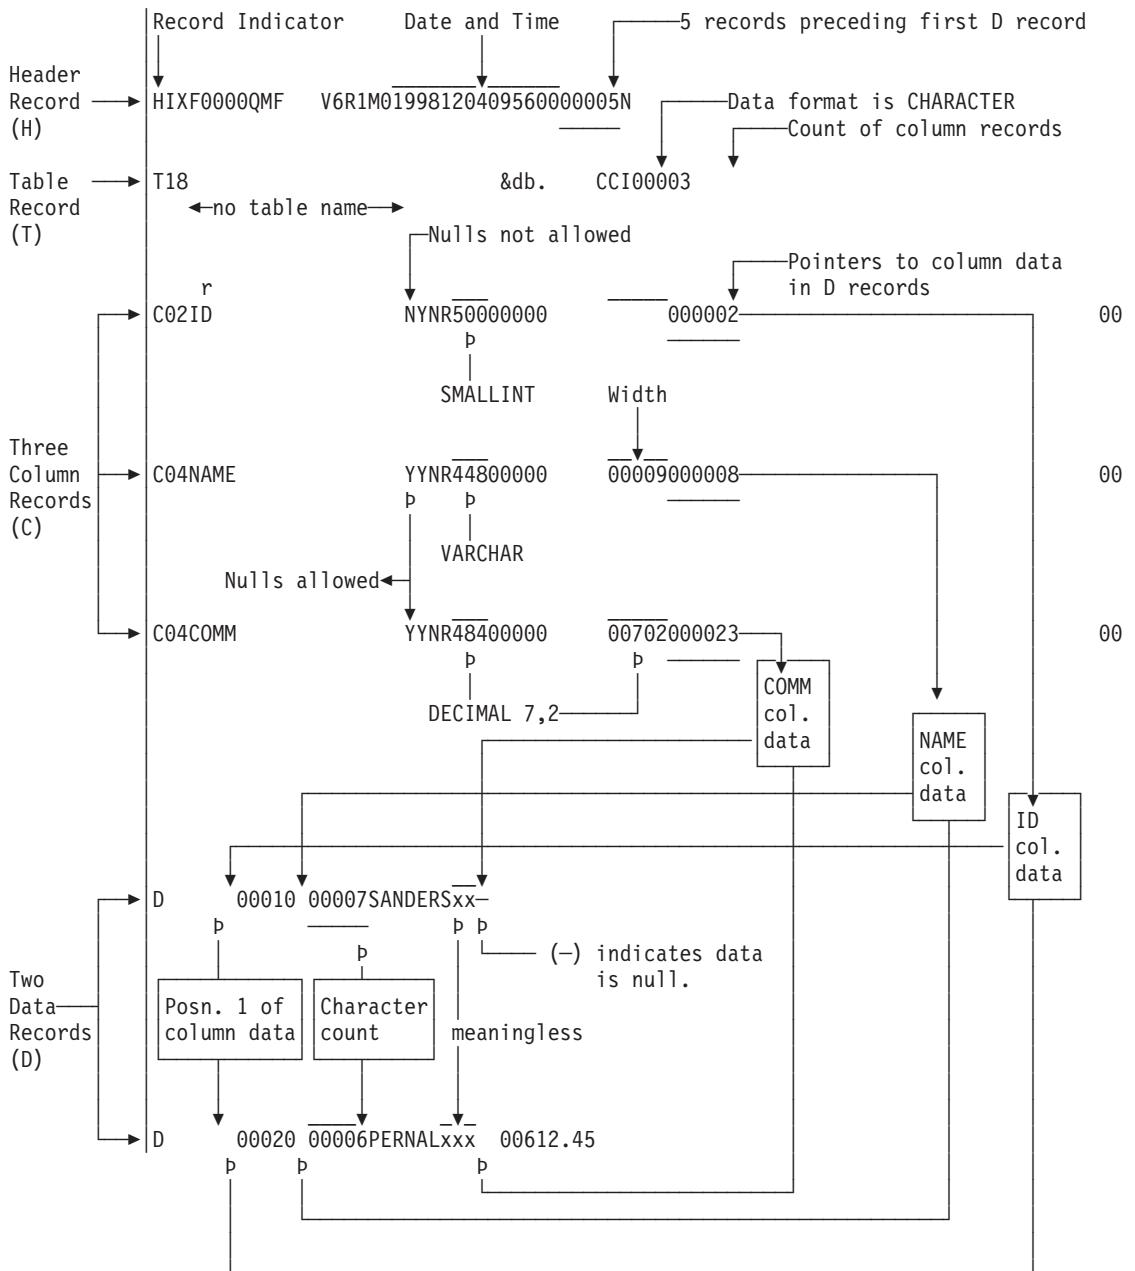 Record Indicator Date and Time 5 records preceding first D record
Header
Record HIXF0000QMF V6R1M01998120409560000005N Data format is CHARACTER
(H) Count of column records
Table T18 &db. CCI00003
Record no table name
(T) Nulls not allowed
Pointers to column data
r in D records
C02ID NYNR50000000 000002 00
Þ
SMALLINT Width
Three
Column C04NAME YYNR44800000 00009000008 00
Records Þ Þ
(C)
VARCHAR
Nulls allowed
C04COMM YYNR48400000 00702000023 00
Þ Þ
COMM
DECIMAL 7,2 col.
data NAME
col.
data
ID
col.
data
D 00010 00007SANDERSxx—
Þ Þ Þ
Þ (—) indicates data
Two is null.
Data Posn. 1 of Character
Records column data count meaningless
(D)
D 00020 00006PERNALxxx 00612.45
Þ Þ Þ